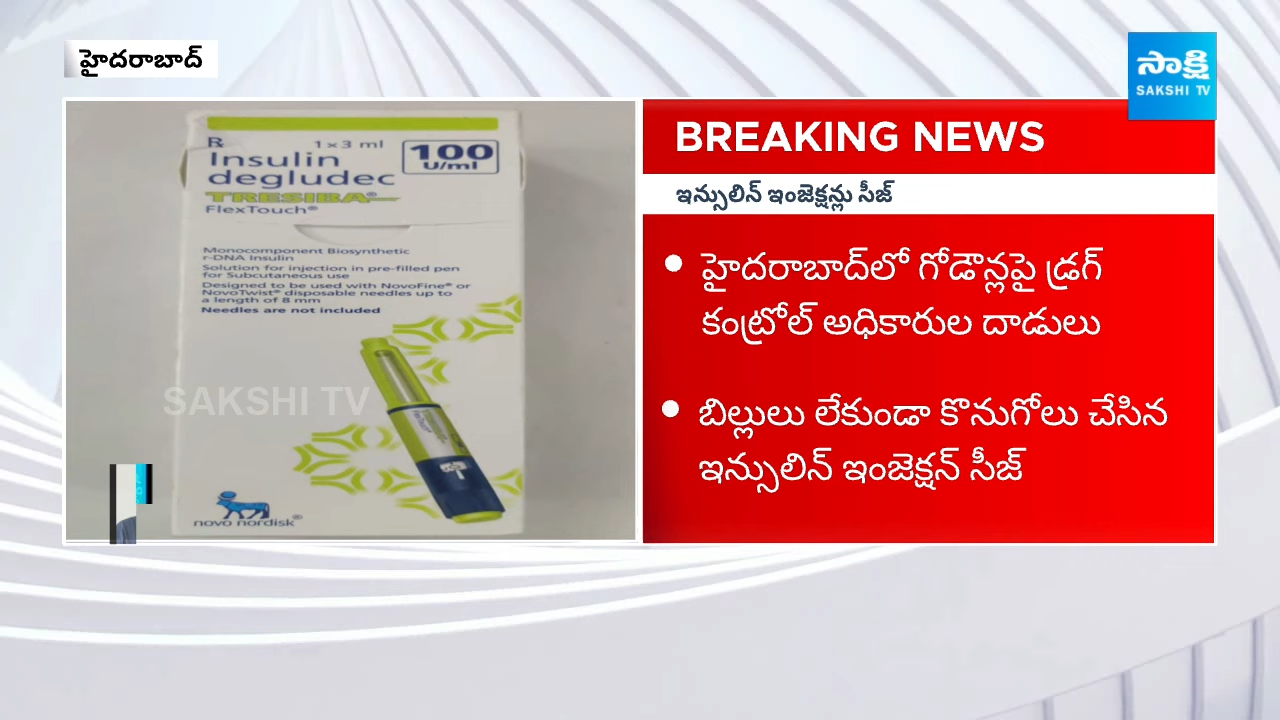 హైదరాబాద్
సాక్షి
SAKSHI TV
BREAKING NEWS
ఇన్సులిన్ ఇంజెక్షన్లు సీజ్
• హైదరాబాద్‌లో గోడౌన్లపై డ్రగ్
కంట్రోల్ అధికారుల దాడులు
• బిల్లులు లేకుండా కొనుగోలు చేసిన
ఇన్సులిన్ ఇంజెక్షన్ సీజ్
Rx 1 x 3 ml
Insulin
degludec
100
U/ml
TRESIBA®
FlexTouch®
Monocomponent Biosynthetic
r-DNA Insulin
Solution for injection in pre-filled pen
for Subcutaneous use
Designed to be used with NovoFine® or
NovoTwist® disposable needles up to
a length of 8 mm
Needles are not included
SAKSHI TV
novo nordisk®